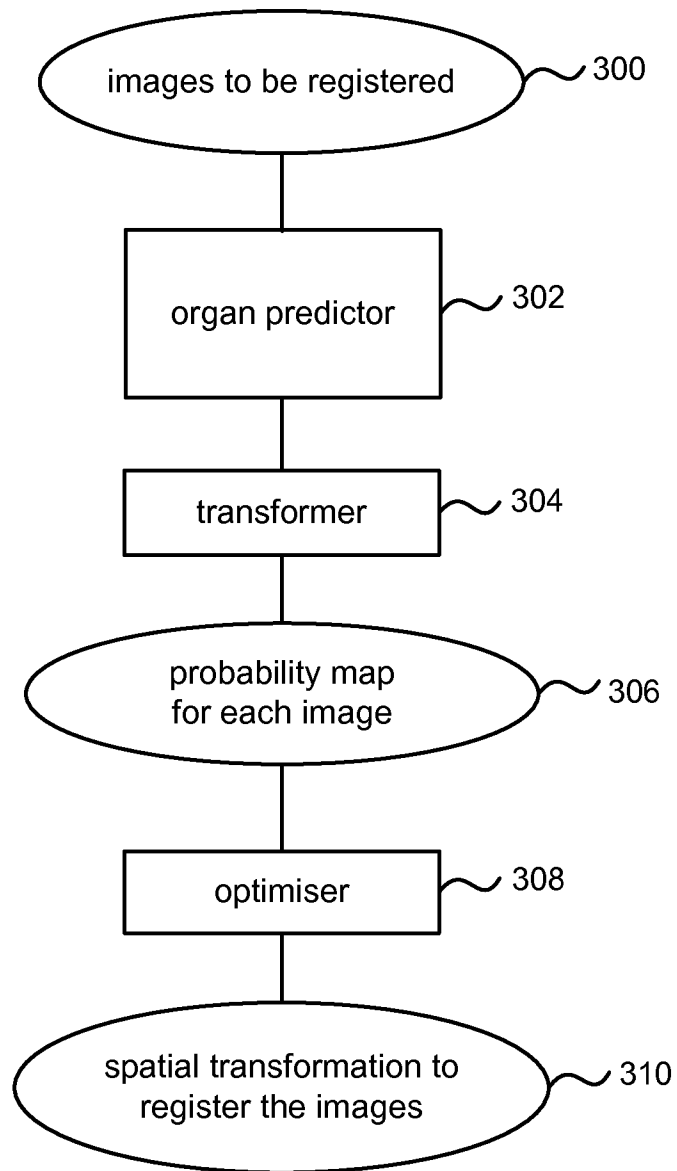 images to be registered
300
organ predictor
302
transformer
304
probability map
for each image
306
optimiser
308
spatial transformation to
register the images
310